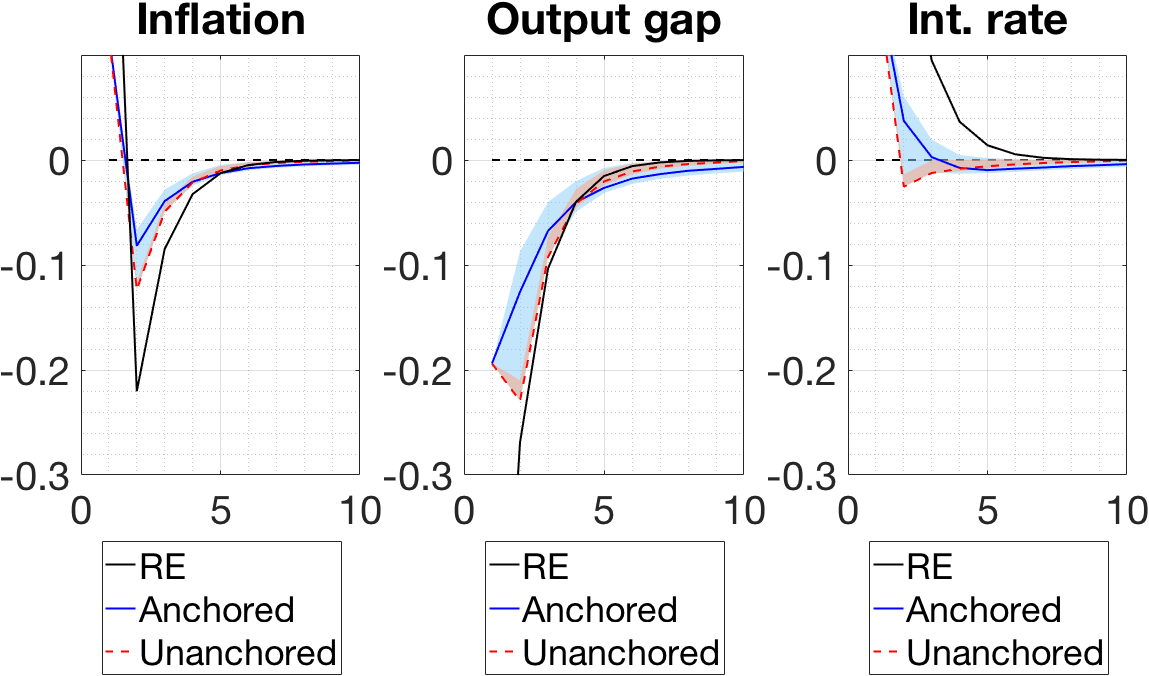 Inflation
Output gap
Int. rate
0
-0.1
-0.2
-0.3
0
5
10
RE
Anchored
Unanchored
0
-0.1
-0.2
-0.3
0
5
10
RE
Anchored
Unanchored
0
-0.1
-0.2
-0.3
0
5
10
RE
Anchored
Unanchored